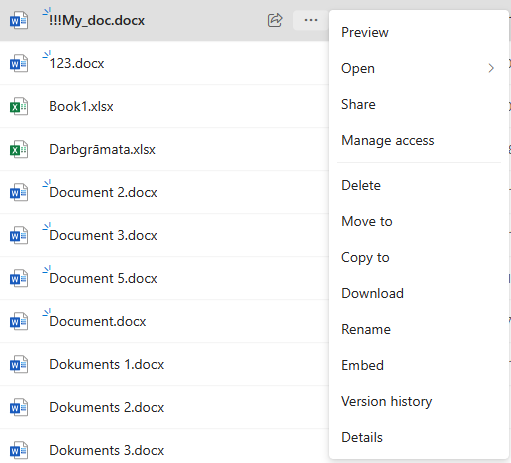 !!!My_doc.docx
123.docx
Book1.xlsx
Darbgrāmata.xlsx
Document 2.docx
Document 3.docx
Document 5.docx
Document.docx
Dokuments 1.docx
Dokuments 2.docx
Dokuments 3.docx
Preview
Open
Share
Manage access
Delete
Move to
Copy to
Download
Rename
Embed
Version history
Details